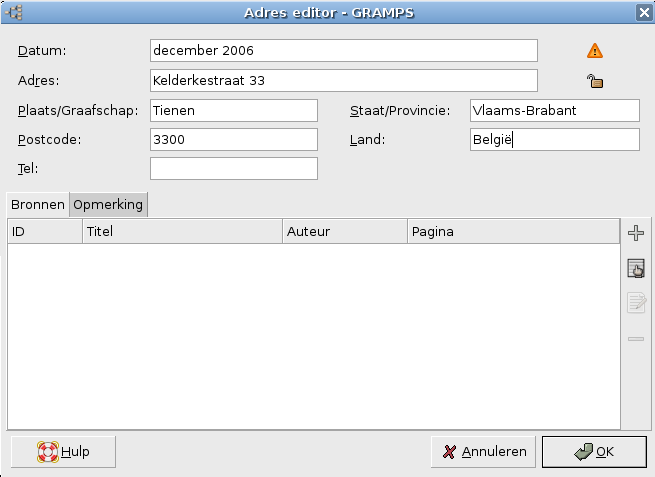 Adres editor - GRAMPS
Datum: december 2006
Adres: Kelderkestraat 33
Plaats/Graafschap: Tienen Staat/Provincie: Vlaams-Brabant
Postcode: 3300 Land: België
Tel:
Bronnen Opmerking
ID Titel Auteur Pagina
Hulp Annuleren OK